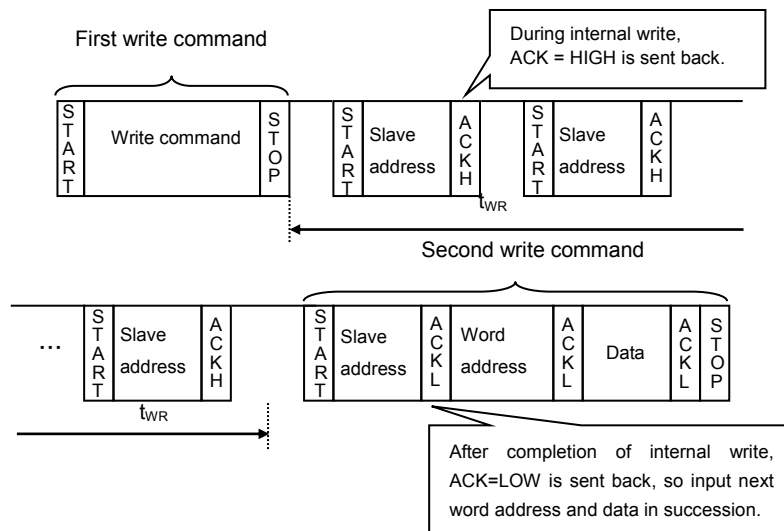 First write command
During internal write,
ACK = HIGH is sent back.
START
Write command
STOP
START
Slave
address
ACKH
START
Slave
address
ACKH
tWR
Second write command
...
START
Slave
address
ACKH
START
Slave
address
ACKL
Word
address
ACKL
Data
ACKL
STOP
tWR
After completion of internal write,
ACK=LOW is sent back, so input next
word address and data in succession.